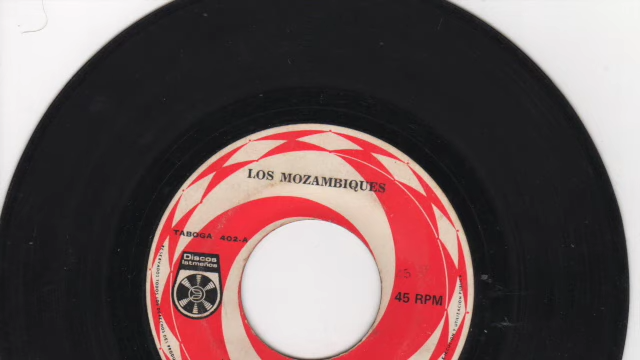 LOS MOZAMBIQUES
TABOGA 402-A
Discos
Istmeños
45 RPM